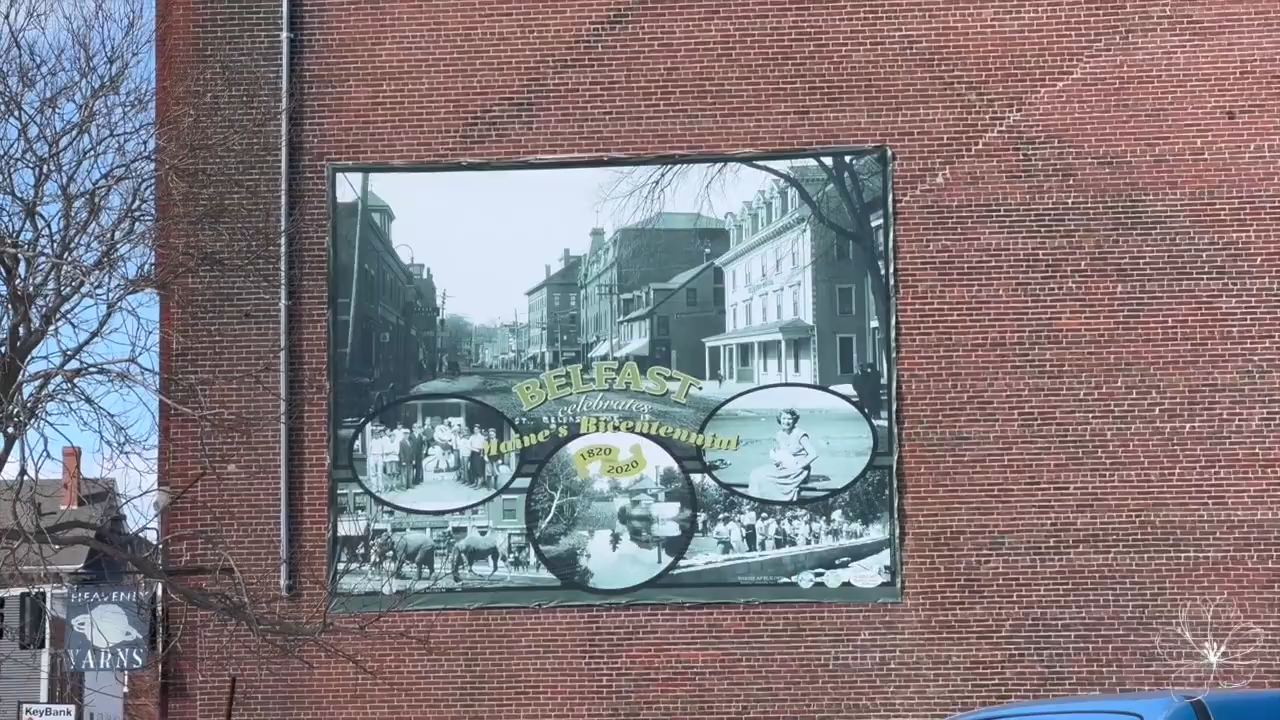 BELFAST
celebrates
Maine's Bicentennial
1820
2020
HEAVENLY
YARNS
KeyBank